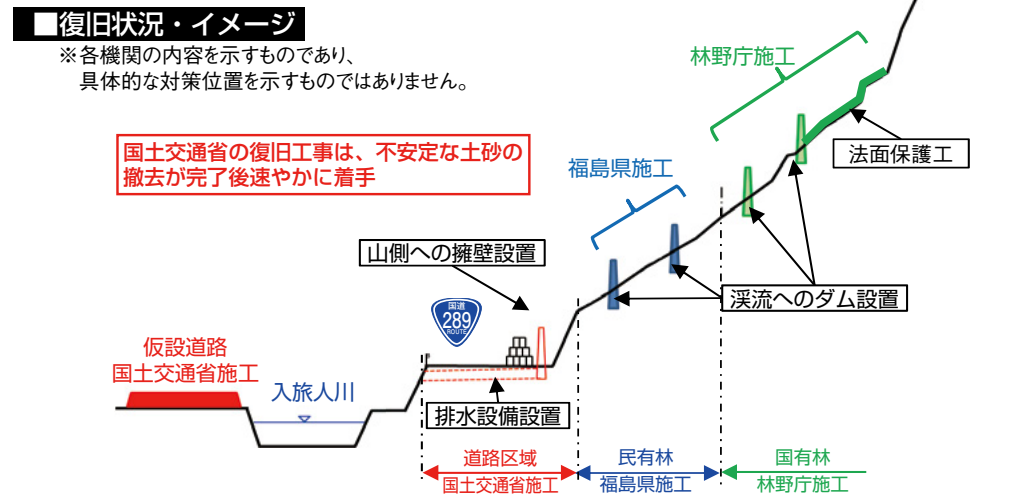 ■復旧状況・イメージ
※各機関の内容を示すものであり、
具体的な対策位置を示すものではありません。
国土交通省の復旧工事は、不安定な土砂の
撤去が完了後速やかに着手
林野庁施工
法面保護工
福島県施工
山側への擁壁設置
渓流へのダム設置
国道
289
ROUTE
仮設道路
国土交通省施工
入旅人川
排水設備設置
道路区域
国土交通省施工
民有林
福島県施工
国有林
林野庁施工